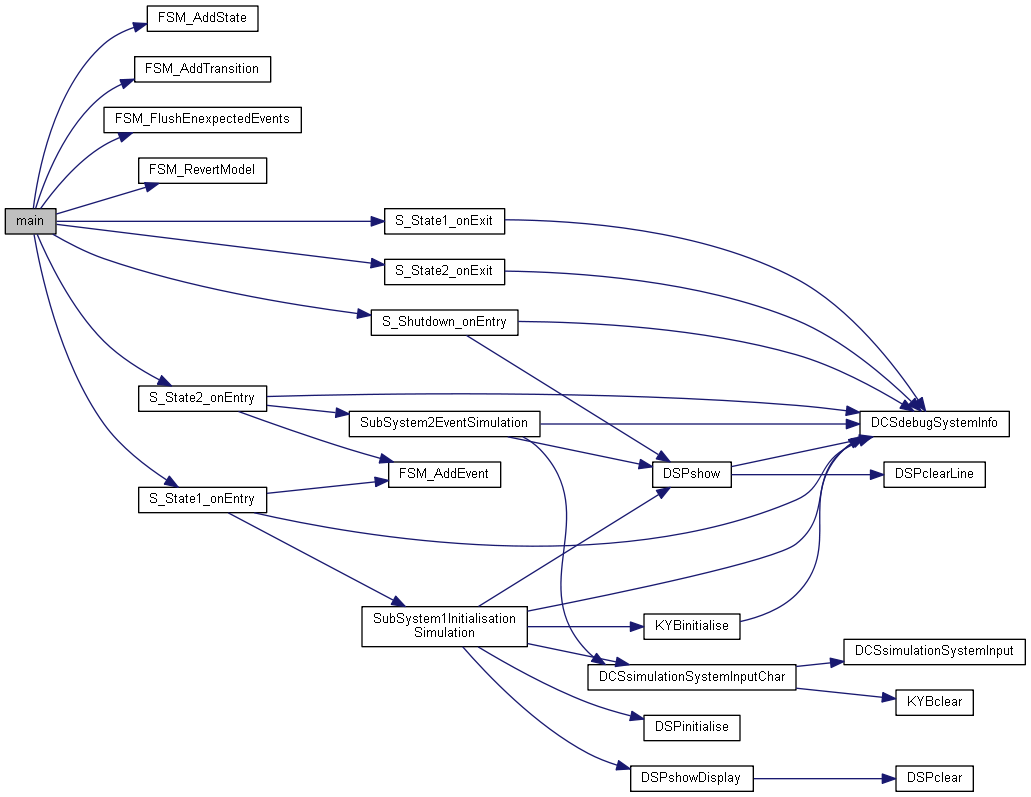 FSM_AddState
FSM_AddTransition
FSM_FlushEnexpectedEvents
FSM_RevertModel
main
S_State1_onExit
S_State2_onExit
S_Shutdown_onEntry
S_State2_onEntry
SubSystem2EventSimulation
DCSdebugSystemInfo
FSM_AddEvent
DSPshow
DSPclearLine
S_State1_onEntry
SubSystem1Initialisation
Simulation
KYBinitialise
DCSsimulationSystemInput
DCSsimulationSystemInputChar
KYBclear
DSPinitialise
DSPshowDisplay
DSPclear